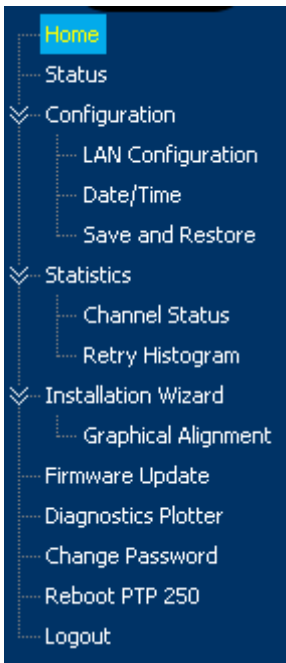 Home
Status
Configuration
LAN Configuration
Date/Time
Save and Restore
Statistics
Channel Status
Retry Histogram
Installation Wizard
Graphical Alignment
Firmware Update
Diagnostics Plotter
Change Password
Reboot PTP 250
Logout